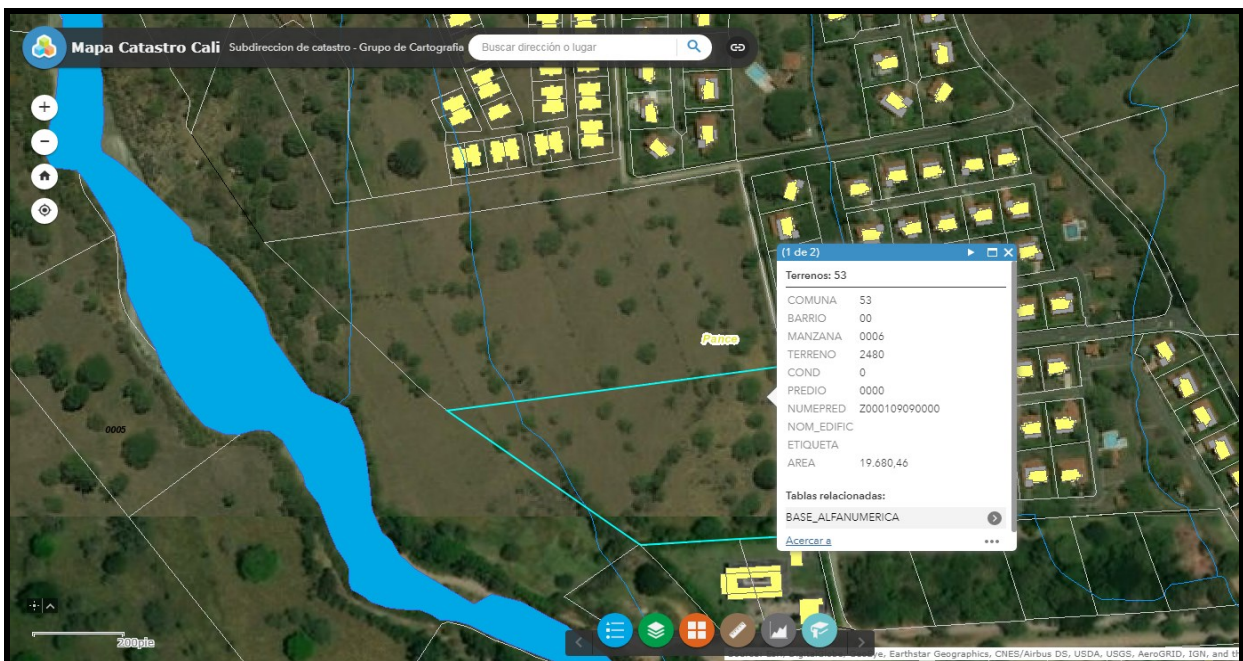 Mapa Catastro Cali Subdireccion de catastro - Grupo de Cartografia Buscar dirección o lugar
(1 de 2)
Terrenos: 53
COMUNA 53
BARRIO 00
MANZANA 0006
TERRENO 2480
COND 0
PREDIO 0000
NUMEPRED Z000109090000
NOM_EDIFIC
ETIQUETA
AREA 19.680,46
Tablas relacionadas:
BASE_ALFANUMERICA
Acercar a
Pance
0005
200pie
Earthstar Geographics, CNES/Airbus DS, USDA, USGS, AeroGRID, IGN, and th